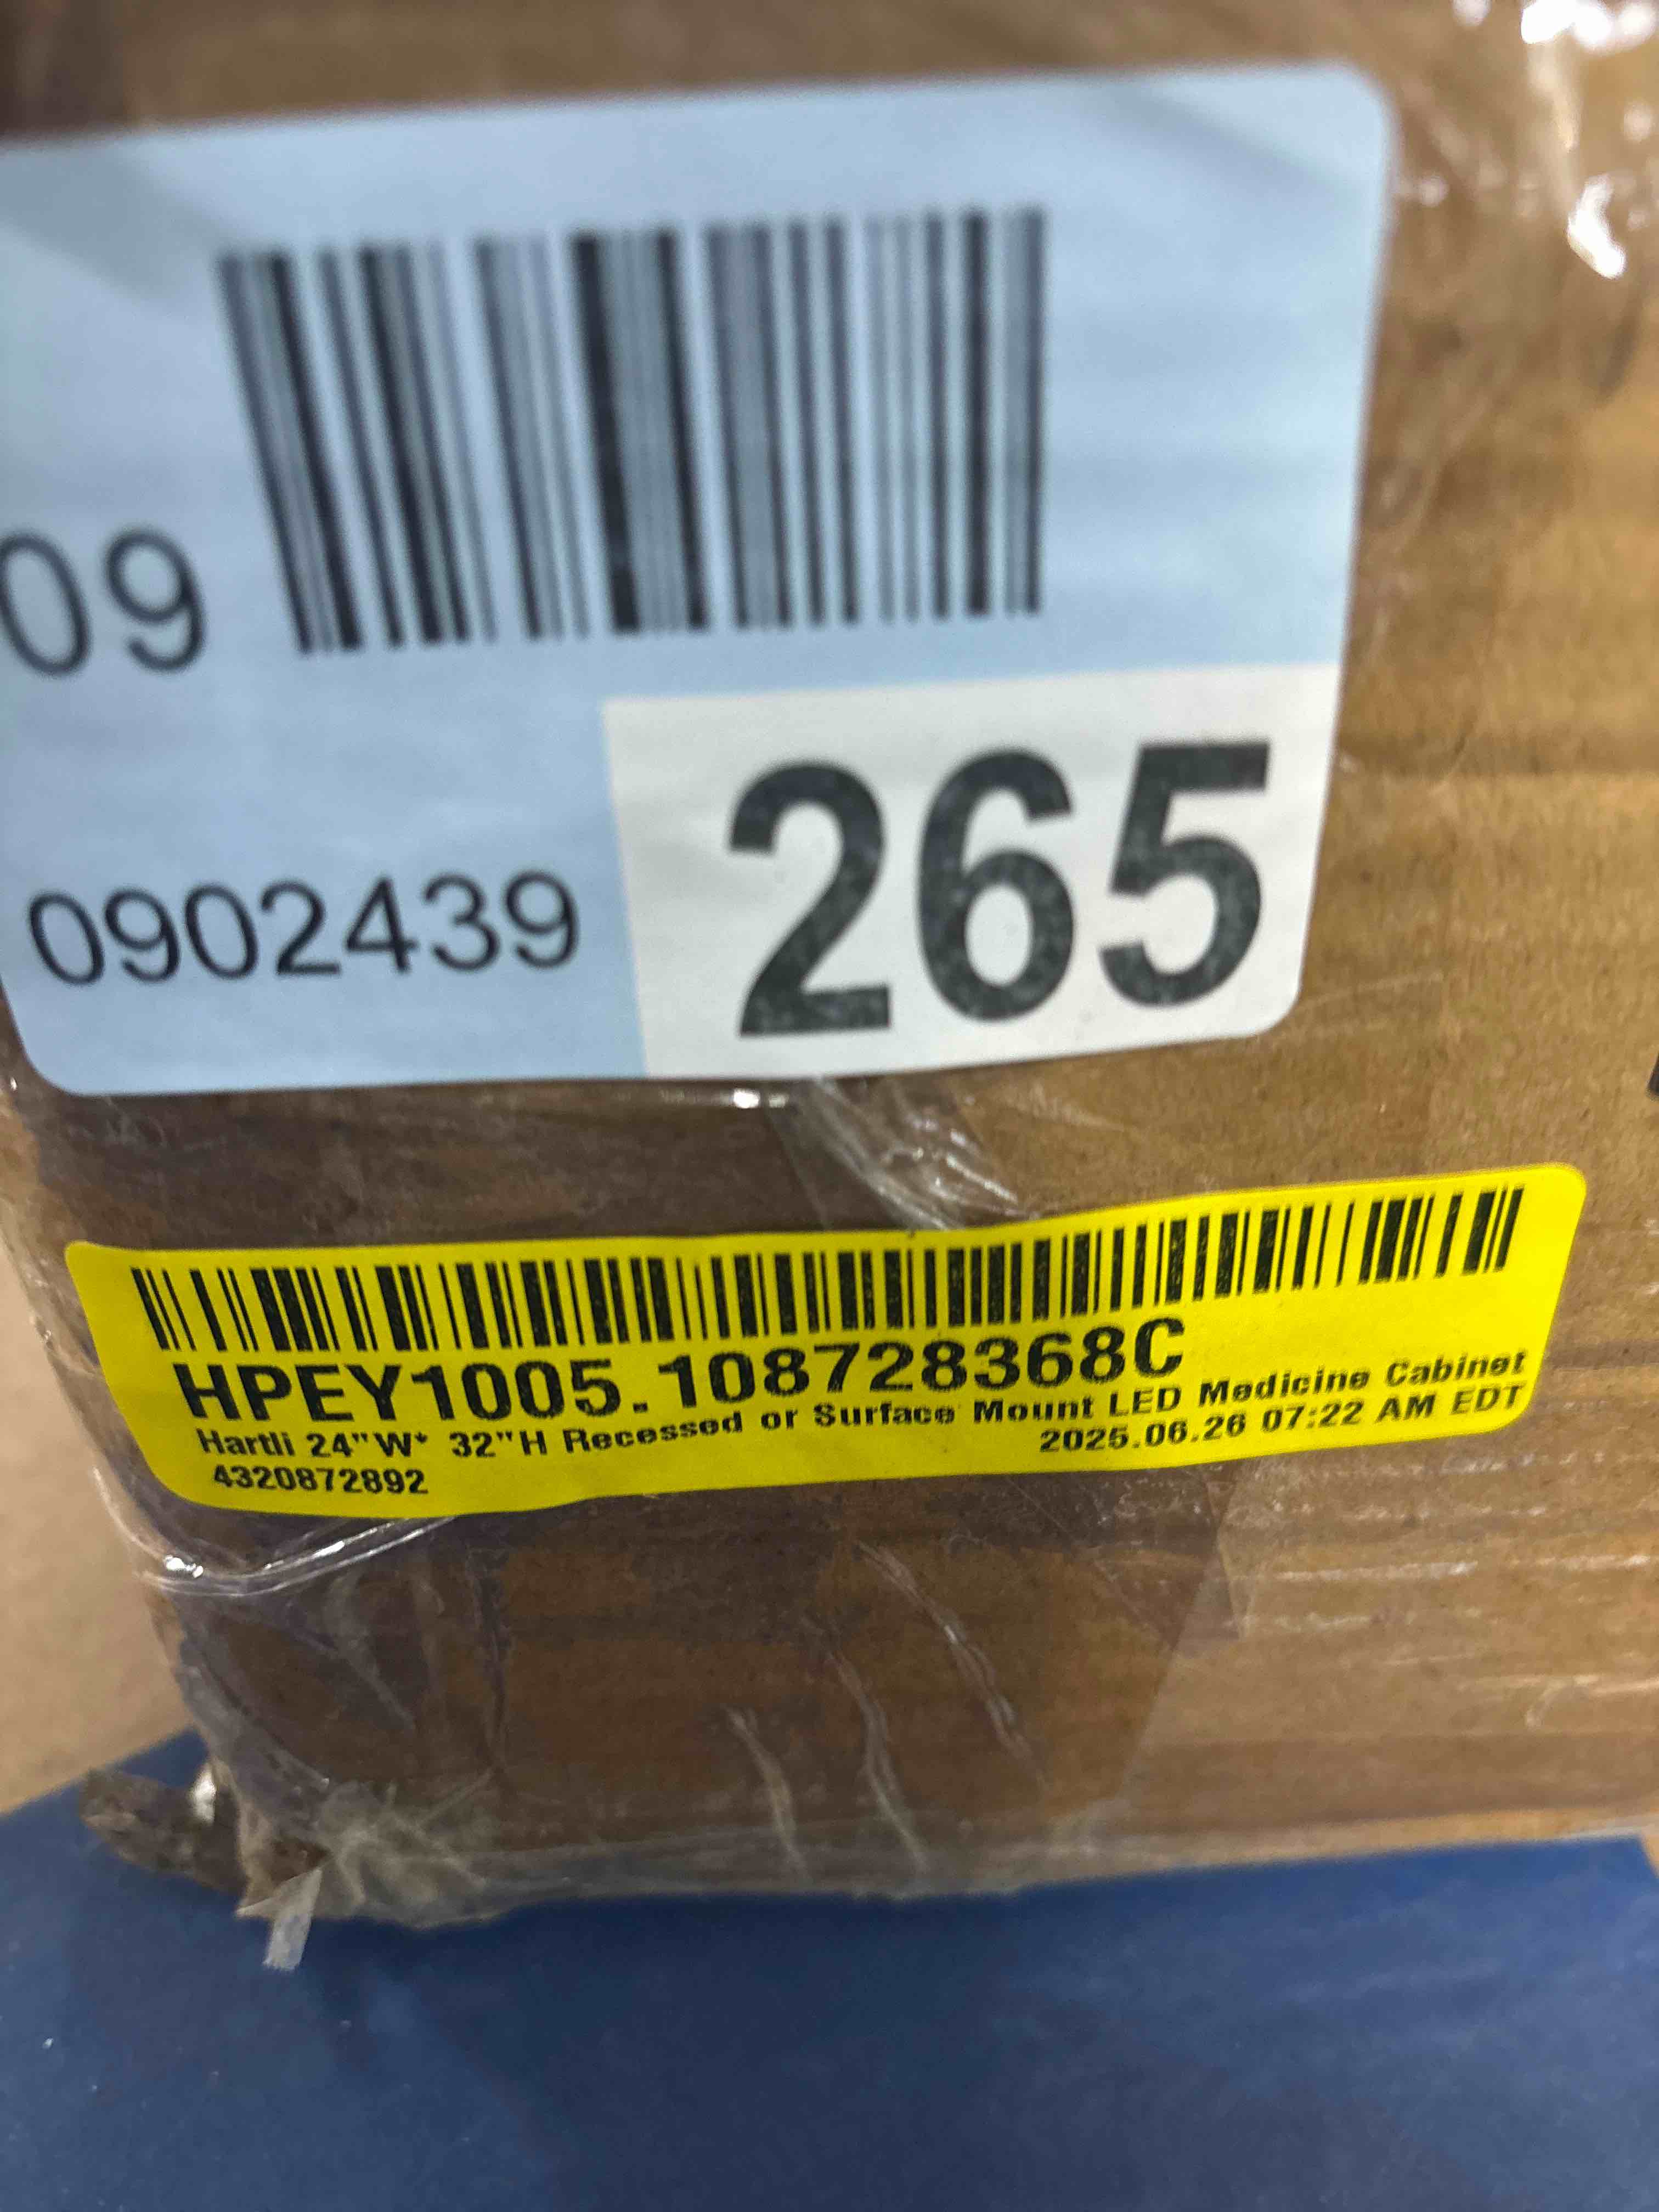 09
0902439
265
HPEY1005.108728368C
Hartli 24"W* 32"H Recessed or Surface Mount LED Medicine Cabinet
2025.06.26 07:22 AM EDT
4320872892